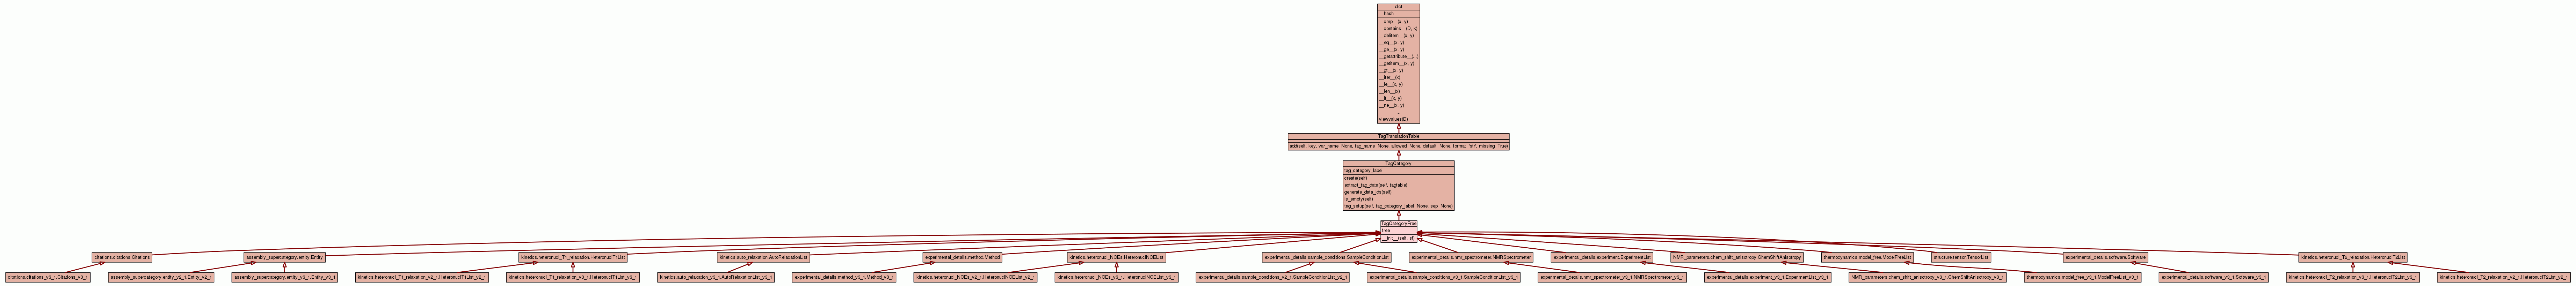 dict
__hash__
__cmp__(x, y)
__contains__(D, k)
__delitem__(x, y)
__eq__(x, y)
__ge__(x, y)
__getattribute__(...)
__getitem__(x, y)
__gt__(x, y)
__iter__(x)
__le__(x, y)
__len__(x)
__lt__(x, y)
__ne__(x, y)
...
viewvalues(D)
TagTranslationTable
add(self, key, var_name=None, tag_name=None, allowed=None, default=None, format='str', missing=True)
TagCategory
tag_category_label
create(self)
extract_tag_data(self, tagtable)
generate_data_ids(self)
is_empty(self)
tag_setup(self, tag_category_label=None, sep=None)
TagCategoryFree
free
__init__(self, sf)
citations.citations.Citations
assembly_supercategory.entity.Entity
kinetics.heteronucl_T1_relaxation.HeteronuclT1List
kinetics.auto_relaxation.AutoRelaxationList
experimental_details.method.Method
kinetics.heteronucl_NOEs.HeteronuclNOEList
experimental_details.sample_conditions.SampleConditionList
experimental_details.nmr_spectrometer.NMRSpectrometer
experimental_details.experiment.ExperimentList
NMR_parameters.chem_shift_anisotropy.ChemShiftAnisotropy
thermodynamics.model_free.ModelFreeList
structure.tensor.TensorList
experimental_details.software.Software
kinetics.heteronucl_T2_relaxation.HeteronuclT2List
citations.citations_v3_1.Citations_v3_1
assembly_supercategory.entity_v2_1.Entity_v2_1
assembly_supercategory.entity_v3_1.Entity_v3_1
kinetics.heteronucl_T1_relaxation_v2_1.HeteronuclT1List_v2_1
kinetics.heteronucl_T1_relaxation_v3_1.HeteronuclT1List_v3_1
kinetics.auto_relaxation_v3_1.AutoRelaxationList_v3_1
experimental_details.method_v3_1.Method_v3_1
kinetics.heteronucl_NOEs_v2_1.HeteronuclNOEList_v2_1
kinetics.heteronucl_NOEs_v3_1.HeteronuclNOEList_v3_1
experimental_details.sample_conditions_v2_1.SampleConditionList_v2_1
experimental_details.sample_conditions_v3_1.SampleConditionList_v3_1
experimental_details.nmr_spectrometer_v3_1.NMRSpectrometer_v3_1
experimental_details.experiment_v3_1.ExperimentList_v3_1
NMR_parameters.chem_shift_anisotropy_v3_1.ChemShiftAnisotropy_v3_1
thermodynamics.model_free_v3_1.ModelFreeList_v3_1
experimental_details.software_v3_1.Software_v3_1
kinetics.heteronucl_T2_relaxation_v3_1.HeteronuclT2List_v3_1
kinetics.heteronucl_T2_relaxation_v2_1.HeteronuclT2List_v2_1